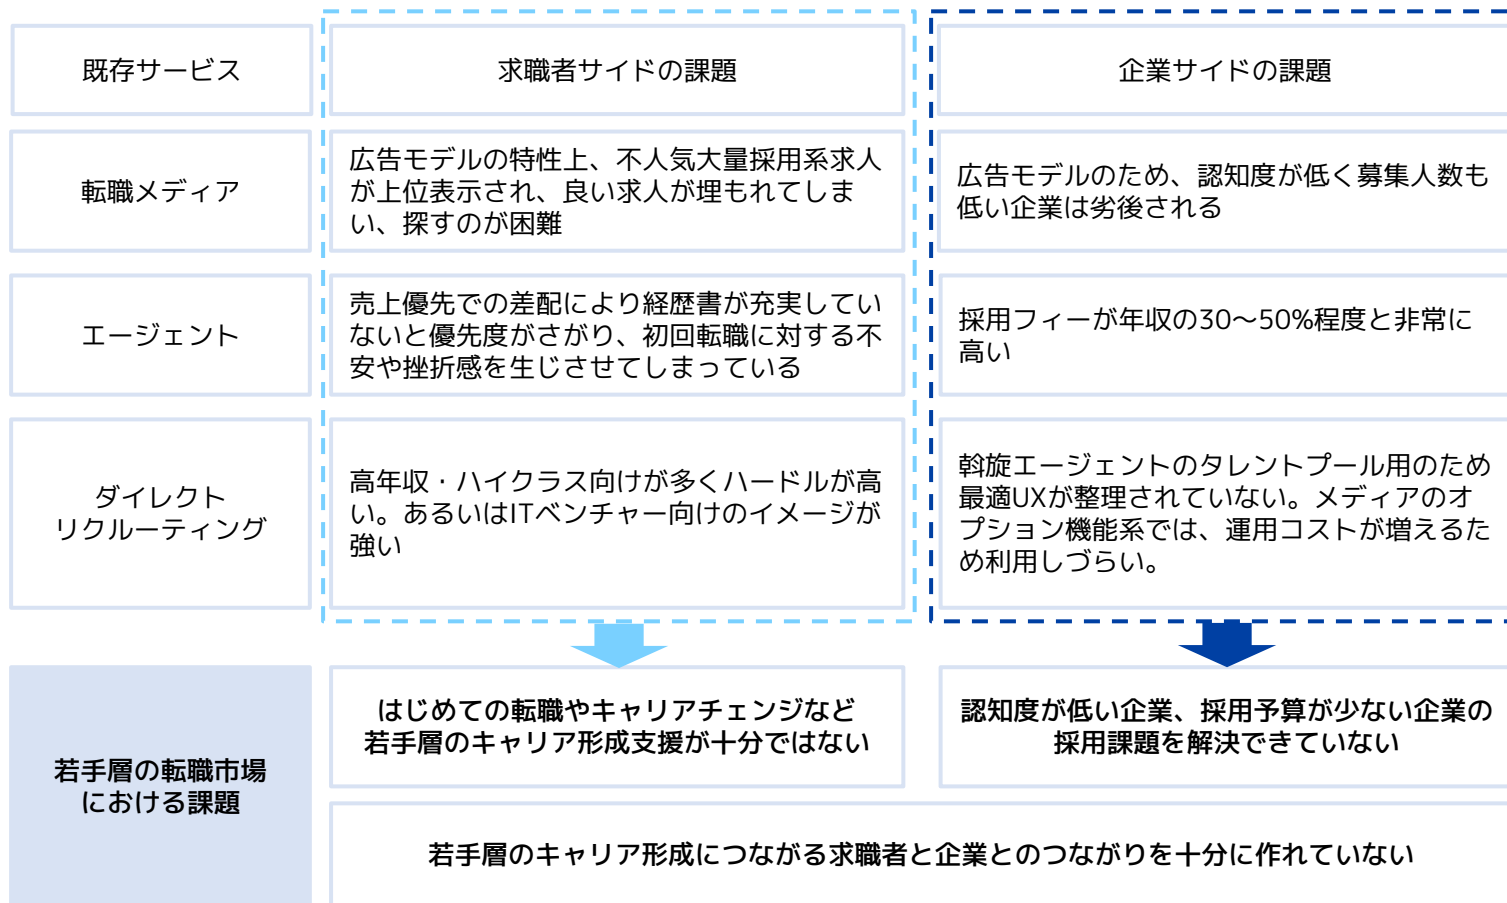 既存サービス
求職者サイドの課題
企業サイドの課題
転職メディア
広告モデルの特性上、不人気大量採用系求人
が上位表示され、良い求人が埋もれてしま
い、探すのが困難
広告モデルのため、認知度が低く募集人数も
低い企業は劣後される
エージェント
売上優先での差配により経歴書が充実してい
ないと優先度がさがり、初回転職に対する不
安や挫折感を生じさせてしまっている
採用フィーが年収の30～50%程度と非常に
高い
ダイレクト
リクルーティング
高年収・ハイクラス向けが多くハードルが高
い。あるいはITベンチャー向けのイメージが
強い
斡旋エージェントのタレントプール用のため
最適UXが整理されていない。メディアのオ
プション機能系では、運用コストが増えるた
め利用しづらい。
若手層の転職市場
における課題
はじめての転職やキャリアチェンジなど
若手層のキャリア形成支援が十分ではない
認知度が低い企業、採用予算が少ない企業の
採用課題を解決できていない
若手層のキャリア形成につながる求職者と企業とのつながりを十分に作れていない